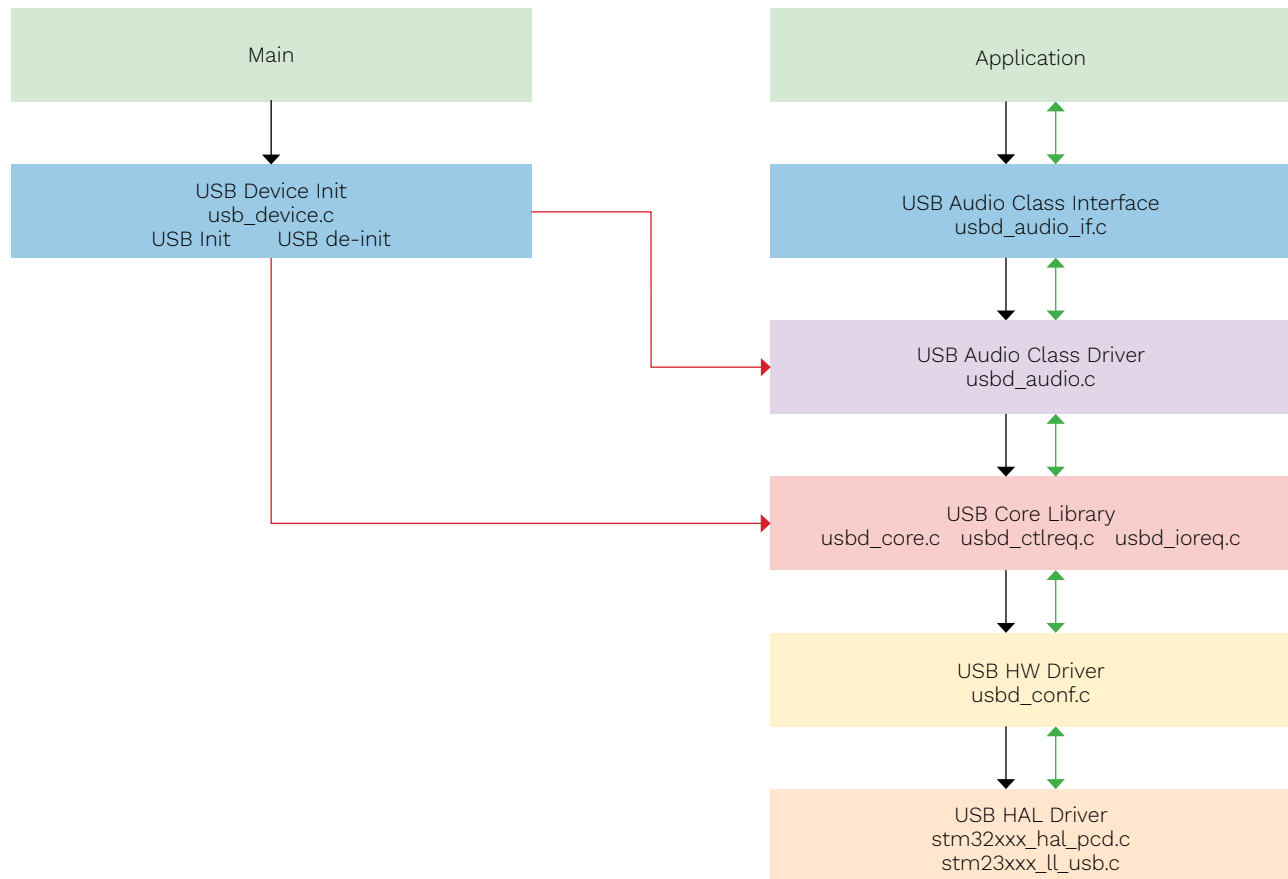 Main
USB Device Init
usb_device.c
USB Init USB de-init
Application
USB Audio Class Interface
usbd_audio_if.c
USB Audio Class Driver
usbd_audio.c
USB Core Library
usbd_core.c usbd_ctlreq.c usbd_ioreq.c
USB HW Driver
usbd_conf.c
USB HAL Driver
stm32xxx_hal_pcd.c
stm23xxx_ll_usb.c